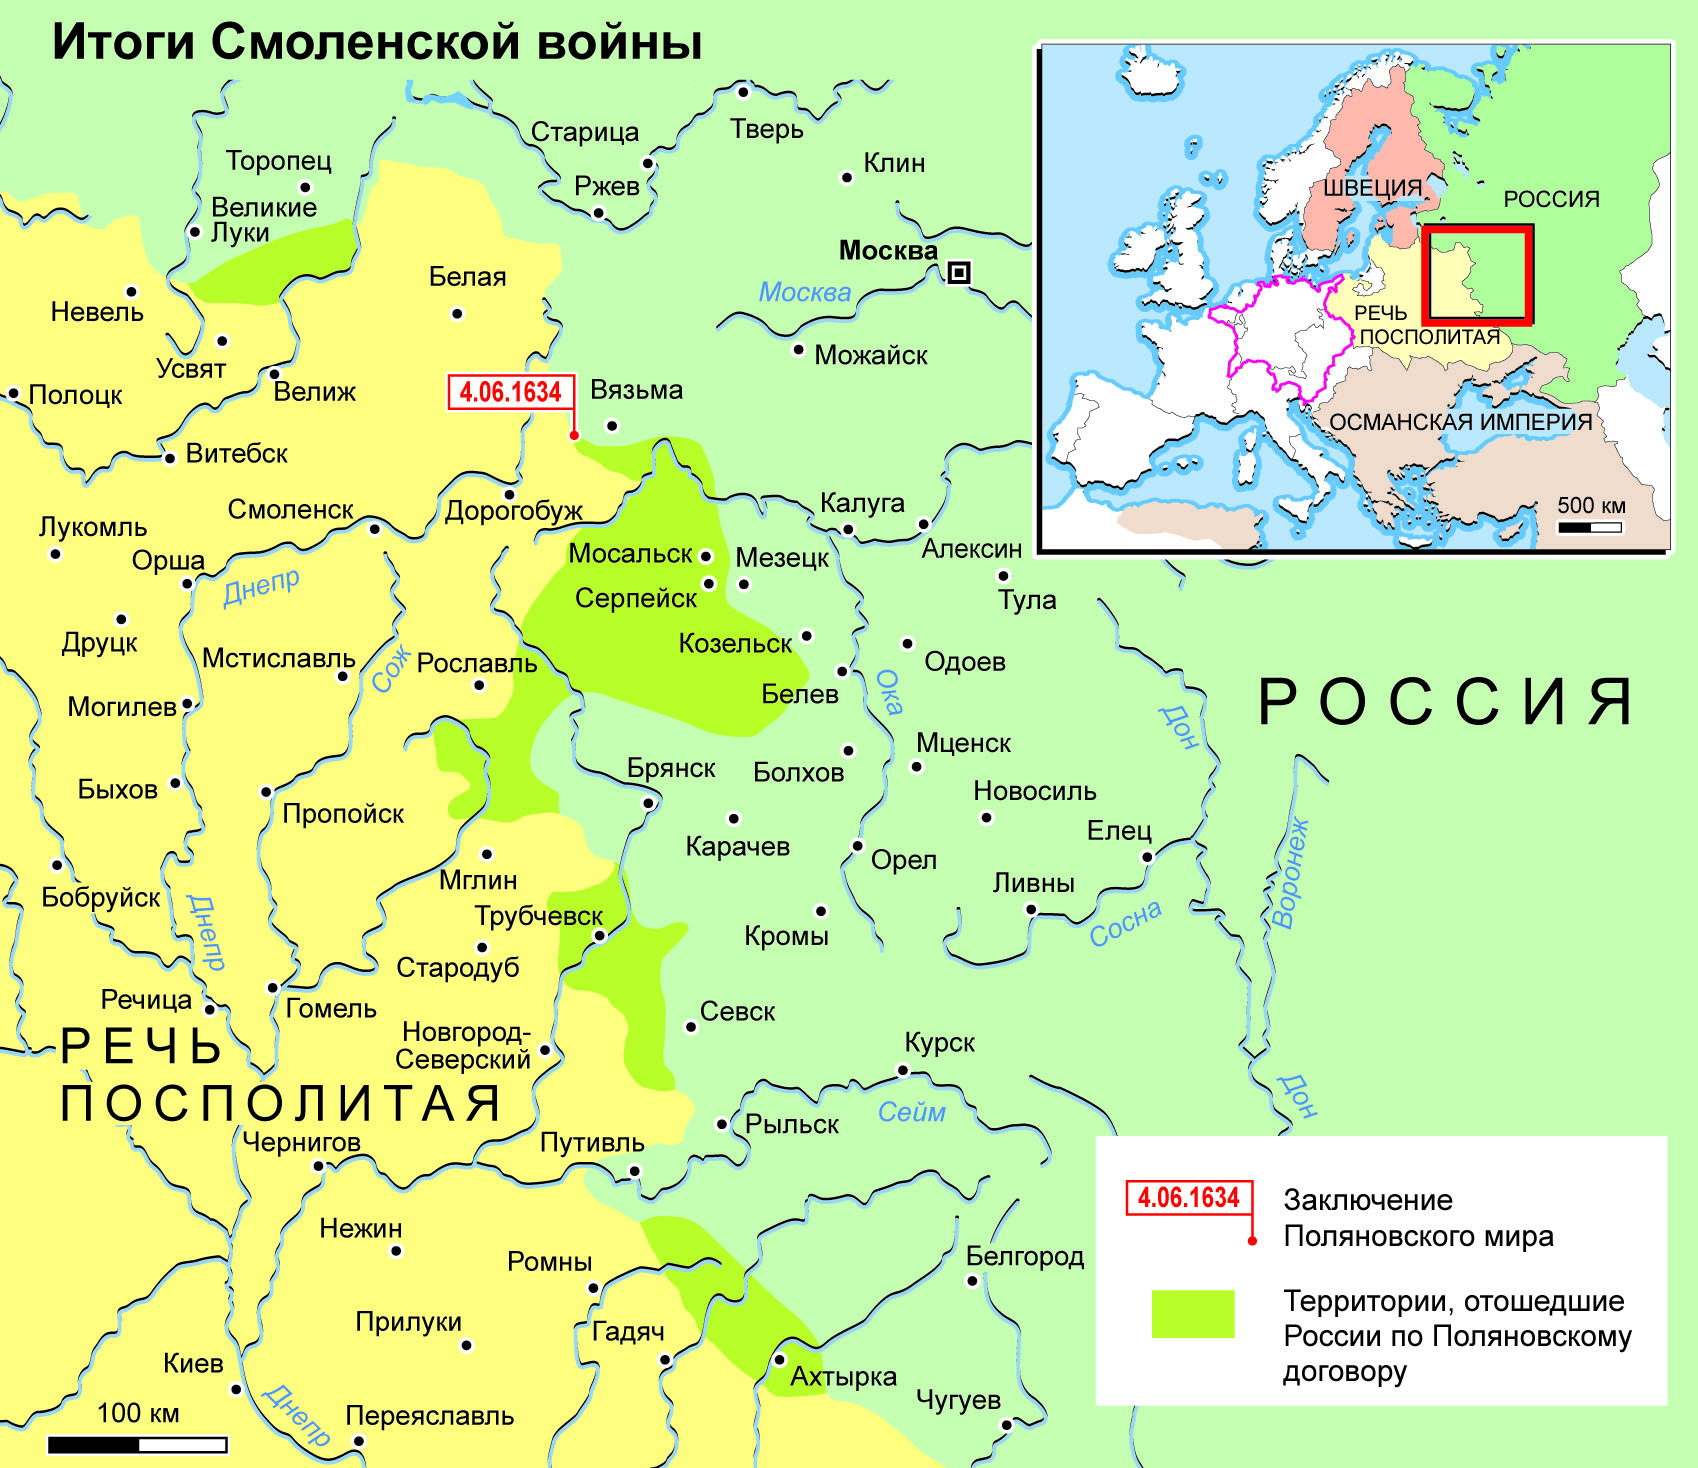 Итоги Смоленской войны
Торопец
Великие
Луки
Невель
Усвят
Полоцк
Велиж
Витебск
Белая
Старица
Ржев
Тверь
Клин
Москва
Москва
Можайск
4.06.1634
Вязьма
Смоленск
Дорогобуж
Лукомль
Орша
Днепр
Друцк
Мстиславль
Сож
Рославль
Могилев
Быхов
Пропойск
Бобруйск
Днепр
Речица
Гомель
Мглин
Трубчевск
Стародуб
Новгород-
Северский
РЕЧЬ
ПОСПОЛИТАЯ
Чернигов
Путивль
Нежин
Ромны
Прилуки
Гадяч
Киев
Днепр
Переяславль
100 км
Калуга
Алексин
Тула
Мосальск
Мезецк
Серпейск
Козельск
Одоев
Белев
Ока
Мценск
Болхов
Брянск
Новосиль
Карачев
Орел
Елец
Ливны
Сосна
Кромы
Дон
Воронеж
Севск
Курск
Сейм
Рыльск
Дон
Белгород
Ахтырка
Чугуев
РОССИЯ
ШВЕЦИЯ
РОССИЯ
РЕЧЬ
ПОСПОЛИТАЯ
ОСМАНСКАЯ ИМПЕРИЯ
500 км
4.06.1634
Заключение
Поляновского мира
Территории, отошедшие
России по Поляновскому
договору